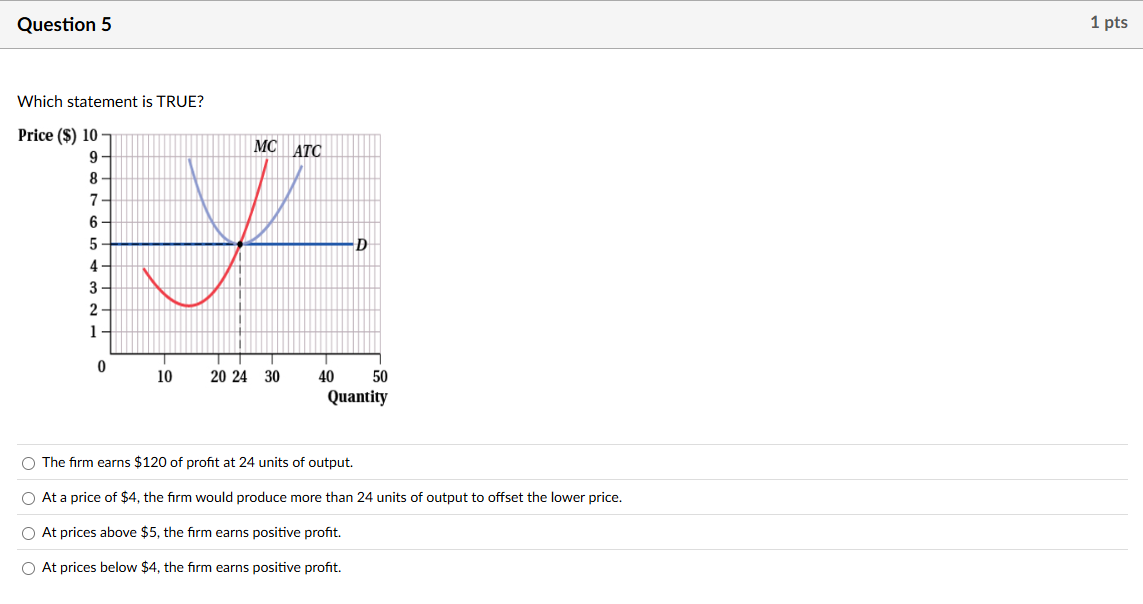 Question 5
1 pts
Which statement is TRUE?
Price ($) 10
MC
ATC
9
8
7
6
5
D
4
3
2
1
0
10
20 24
30
40
50
Quantity
The firm earns $120 of profit at 24 units of output.
At a price of $4, the firm would produce more than 24 units of output to offset the lower price.
At prices above $5, the firm earns positive profit.
At prices below $4, the firm earns positive profit.